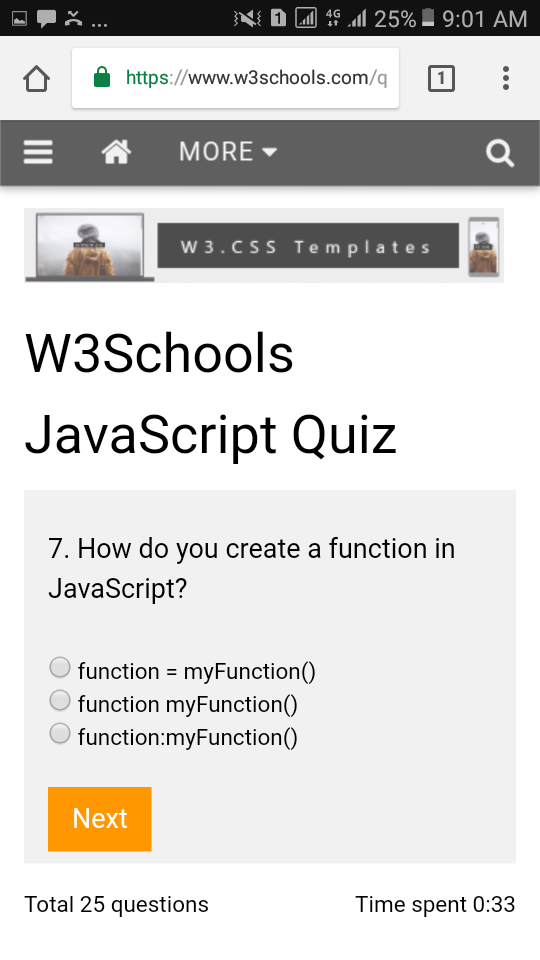 ... 1 4G 25% 9:01 AM
https://www.w3schools.com/q 1
MORE
W3.CSS Templates
W3Schools
JavaScript Quiz
7. How do you create a function in
JavaScript?
function = myFunction()
function myFunction()
function:myFunction()
Next
Total 25 questions Time spent 0:33